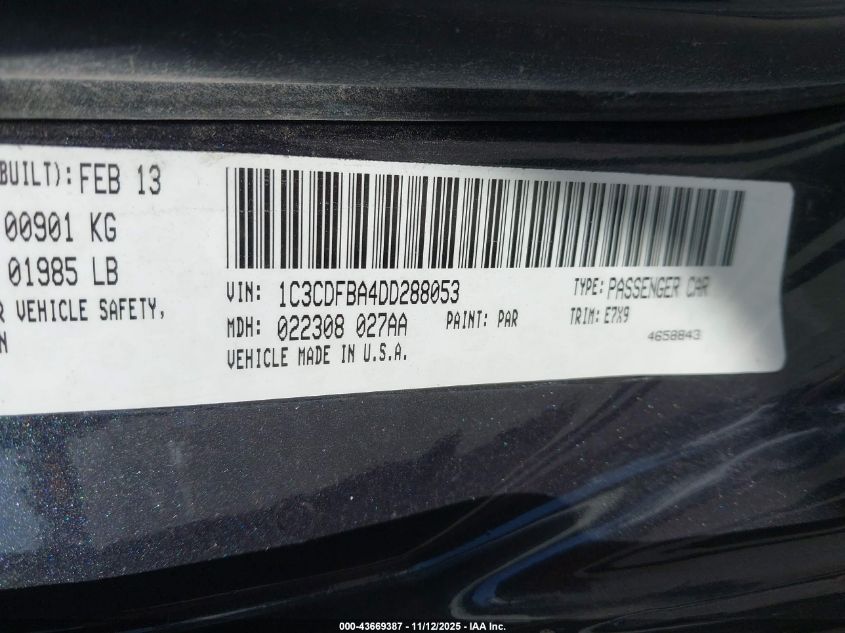 BUILT): FEB 13
00901 KG
01985 LB
R VEHICLE SAFETY,
N
VIN: 1C3CDFBA4DD288053
TYPE: PASSENGER CAR
MDH: 022308 027AA
PAINT: PAR
TRIM: E7X9
VEHICLE MADE IN U.S.A.
4658843
000-43669387 - 11/12/2025 - IAA Inc.